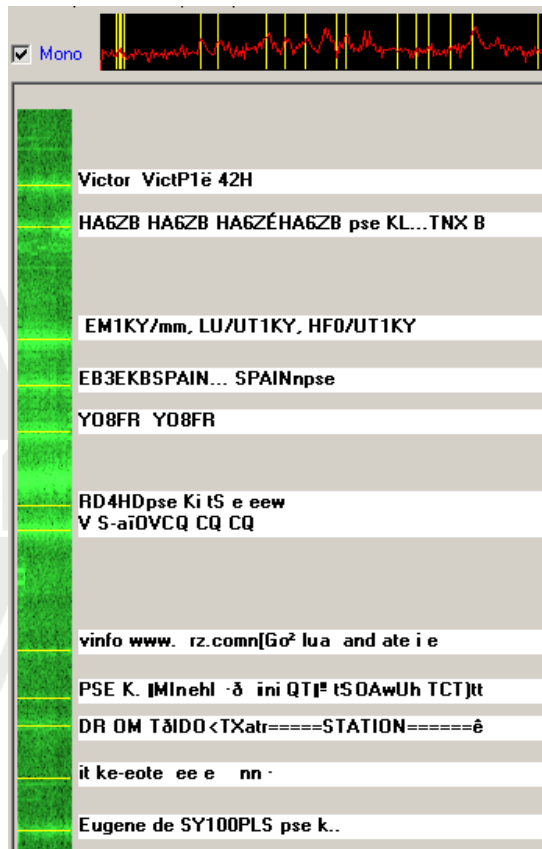 Mono
Victor VictP1ë 42H
HA6ZB HA6ZB HA6ZÉHA6ZB pse KL...TNX B
EM1KY/mm, LU/UT1KY, HF0/UT1KY
EB3EKBSPAIN... SPAINnpse
YO8FR YO8FR
RD4HDpse Ki tS e eew
V S-aïOVCQ CQ CQ
vinfo www. rz.comn[Go² lua and ate i e
PSE K. ini tSOAwUh TCT)tt
DR OM TðIDO<TXatr=====STATION======ê
it ke-eote ee e nn ·
Eugene de SY100PLS pse k..